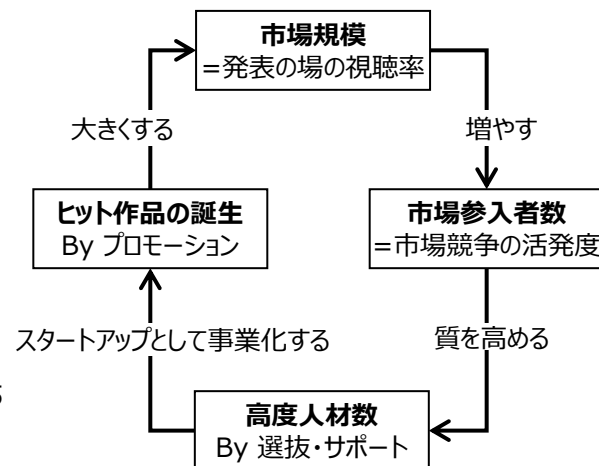 市場規模
=発表の場の視聴率
大きくする
増やす
ヒット作品の誕生
By プロモーション
市場参入者数
=市場競争の活発度
スタートアップとして事業化する
質を高める
高度人材数
By 選抜・サポート